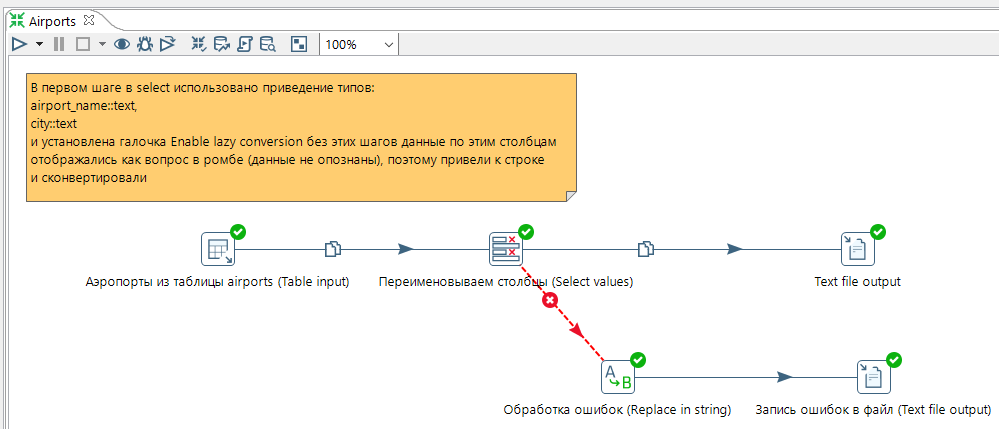 Airports
100%
В первом шаге в select использовано приведение типов:
airport_name::text,
city::text
и установлена галочка Enable lazy conversion без этих шагов данные по этим столбцам
отображались как вопрос в ромбе (данные не опознаны), поэтому привели к строке
и сконвертировали
Аэропорты из таблицы airports (Table input)
Переименовываем столбцы (Select values)
Text file output
A
B
Обработка ошибок (Replace in string)
Запись ошибок в файл (Text file output)